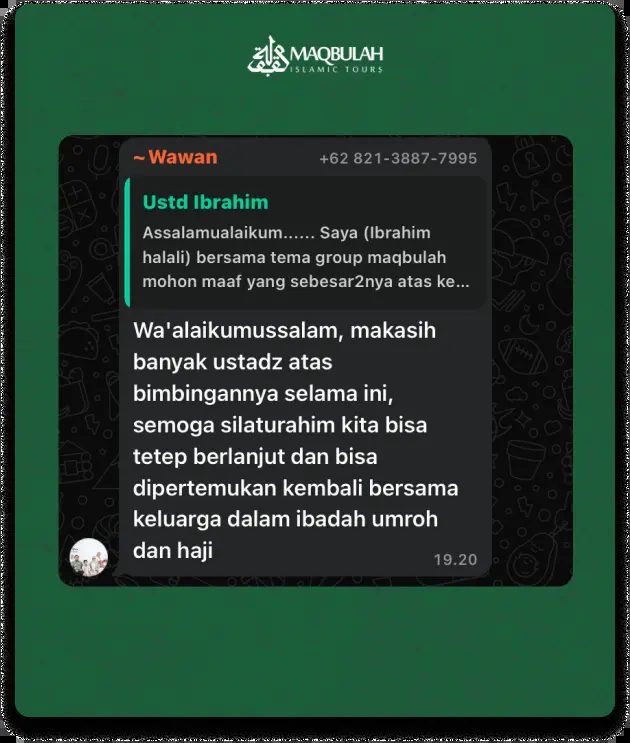 MAQBULAH
ISLAMIC TOURS
~ Wawan +62 821-3887-7995
Ustd Ibrahim
Assalamualaikum...... Saya (Ibrahim
halali) bersama tema group maqbulah
mohon maaf yang sebesar2nya atas ke...
Wa'alaikumussalam, makasih
banyak ustadz atas
bimbingannya selama ini,
semoga silaturahim kita bisa
tetep berlanjut dan bisa
dipertemukan kembali bersama
keluarga dalam ibadah umroh
dan haji
19.20